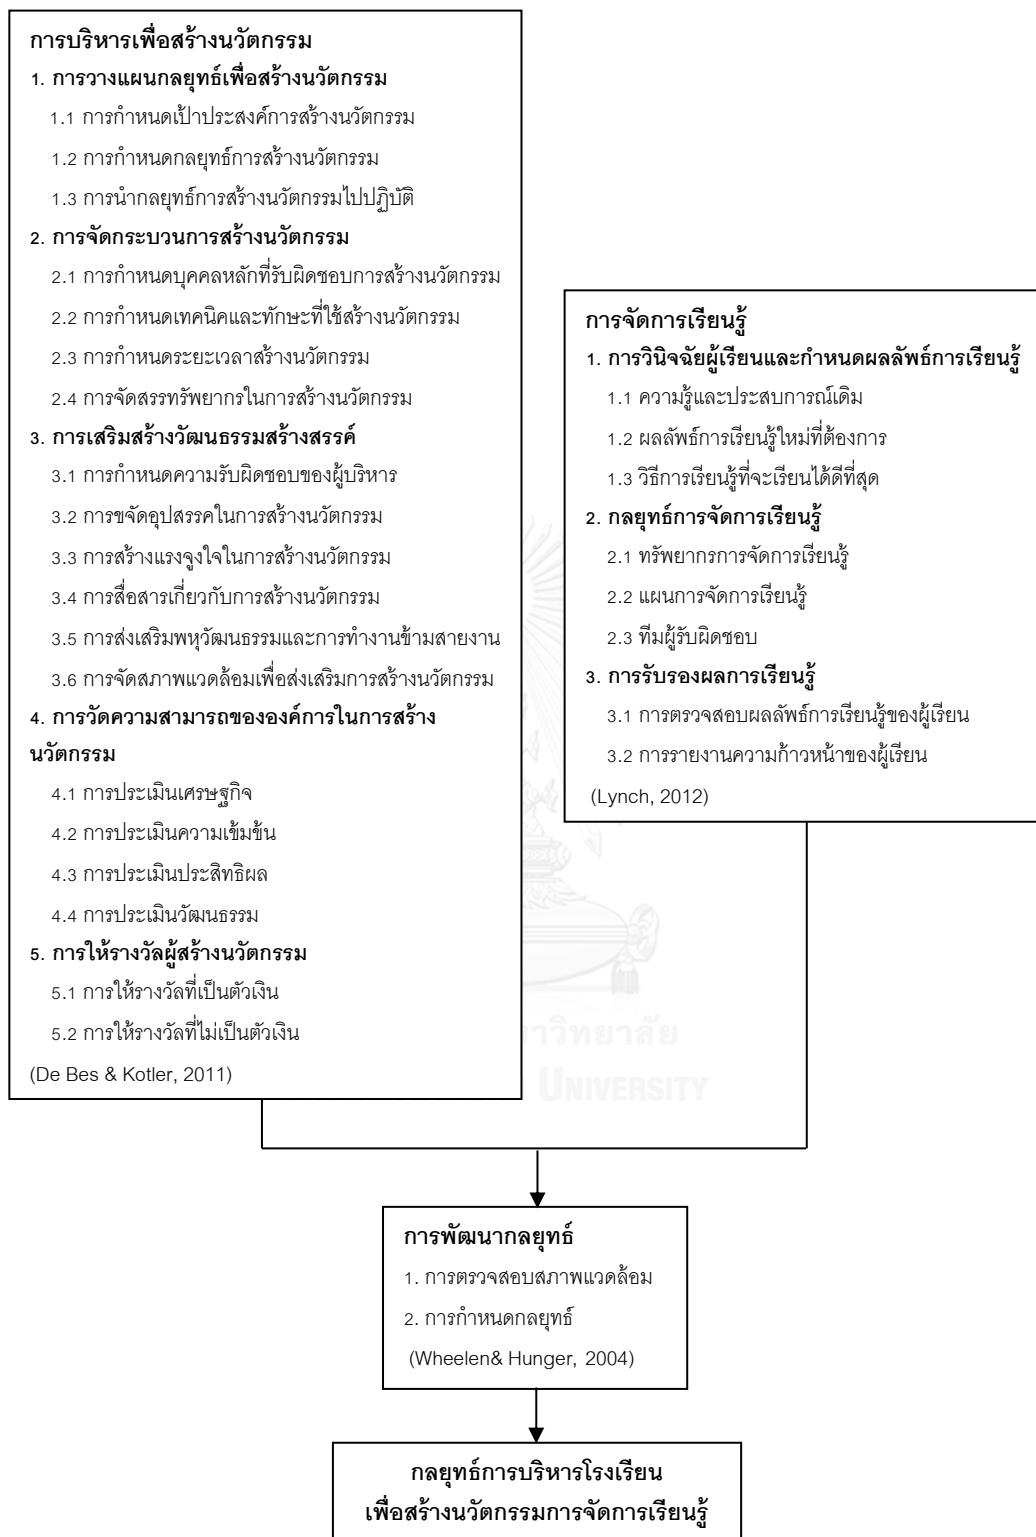 การบริหารเพื่อสร้างนวัตกรรม
1. การวางแผนกลยุทธ์เพื่อสร้างนวัตกรรม
1.1 การกำหนดเป้าประสงค์การสร้างนวัตกรรม
1.2 การกำหนดกลยุทธ์การสร้างนวัตกรรม
1.3 การนำกลยุทธ์การสร้างนวัตกรรมไปปฏิบัติ
2. การจัดกระบวนการสร้างนวัตกรรม
2.1 การกำหนดบุคคลหลักที่รับผิดชอบการสร้างนวัตกรรม
2.2 การกำหนดเทคนิคและทักษะที่ใช้สร้างนวัตกรรม
2.3 การกำหนดระยะเวลาสร้างนวัตกรรม
2.4 การจัดสรรทรัพยากรในการสร้างนวัตกรรม
3. การเสริมสร้างวัฒนธรรมสร้างสรรค์
3.1 การกำหนดความรับผิดชอบของผู้บริหาร
3.2 การขจัดอุปสรรคในการสร้างนวัตกรรม
3.3 การสร้างแรงจูงใจในการสร้างนวัตกรรม
3.4 การสื่อสารเกี่ยวกับการสร้างนวัตกรรม
3.5 การส่งเสริมพหุวัฒนธรรมและการทำงานข้ามสายงาน
3.6 การจัดสภาพแวดล้อมเพื่อส่งเสริมการสร้างนวัตกรรม
4. การวัดความสามารถขององค์การในการสร้าง
นวัตกรรม
4.1 การประเมินเศรษฐกิจ
4.2 การประเมินความเข้มข้น
4.3 การประเมินประสิทธิผล
4.4 การประเมินวัฒนธรรม
5. การให้รางวัลผู้สร้างนวัตกรรม
5.1 การให้รางวัลที่เป็นตัวเงิน
5.2 การให้รางวัลที่ไม่เป็นตัวเงิน
(De Bes & Kotler, 2011)
การจัดการเรียนรู้
1. การวินิจฉัยผู้เรียนและกำหนดผลลัพธ์การเรียนรู้
1.1 ความรู้และประสบการณ์เดิม
1.2 ผลลัพธ์การเรียนรู้ใหม่ที่ต้องการ
1.3 วิธีการเรียนรู้ที่จะเรียนได้ดีที่สุด
2. กลยุทธ์การจัดการเรียนรู้
2.1 ทรัพยากรการจัดการเรียนรู้
2.2 แผนการจัดการเรียนรู้
2.3 ทีมผู้รับผิดชอบ
3. การรับรองผลการเรียนรู้
3.1 การตรวจสอบผลลัพธ์การเรียนรู้ของผู้เรียน
3.2 การรายงานความก้าวหน้าของผู้เรียน
(Lynch, 2012)
าวิทยาลัย
UNIVERSITY
การพัฒนากลยุทธ์
1. การตรวจสอบสภาพแวดล้อม
2. การกำหนดกลยุทธ์
(Wheelen& Hunger, 2004)
กลยุทธ์การบริหารโรงเรียน
เพื่อสร้างนวัตกรรมการจัดการเรียนรู้